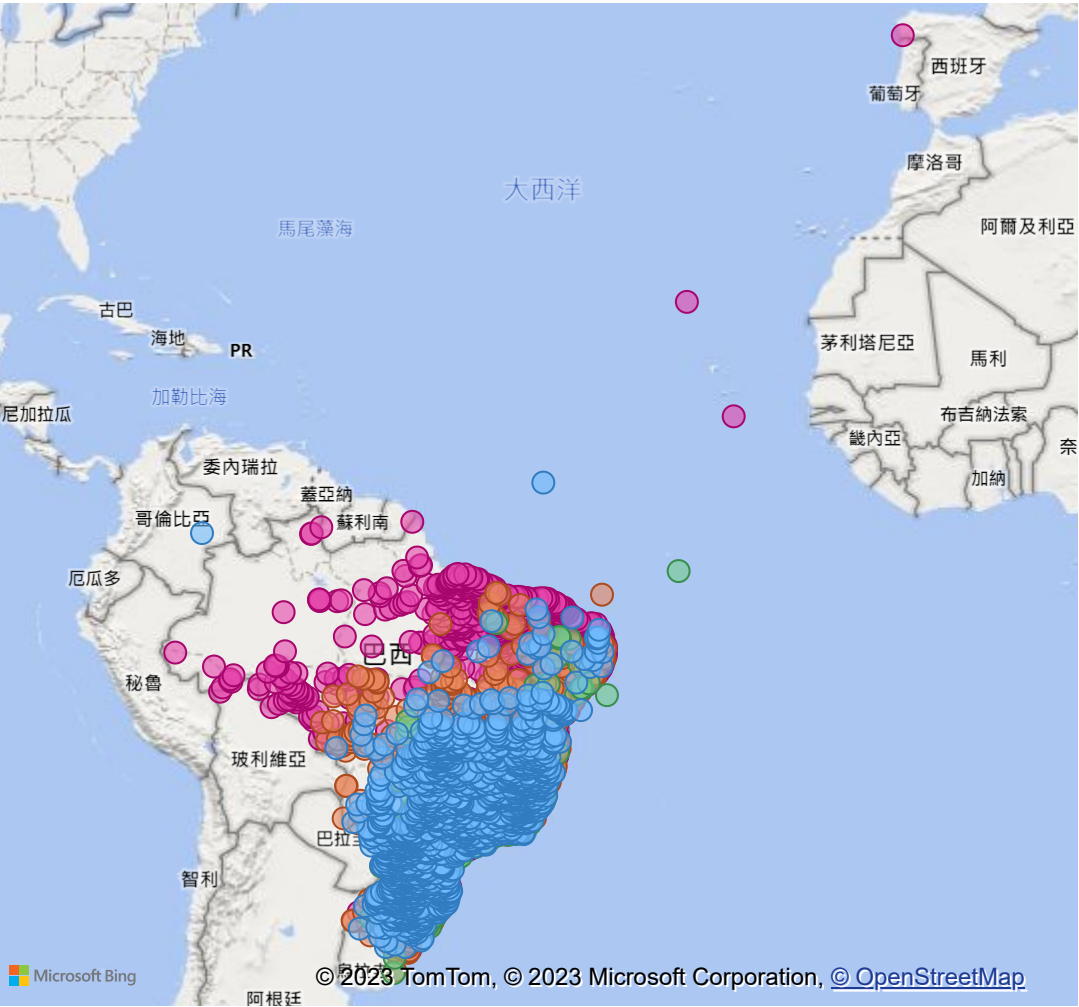 西班牙
葡萄牙
摩洛哥
大西洋
馬尾藻海
阿爾及利亞
古巴
海地
PR
茅利塔尼亞
馬利
加勒比海
尼加拉瓜
布吉納法索
畿內亞
奈
委內瑞拉
加納
蓋亞納
哥倫比亞
蘇利南
厄瓜多
巴西
秘魯
玻利維亞
巴拉
智利
Microsoft Bing
© 2023 TomTom, © 2023 Microsoft Corporation, © OpenStreetMap
阿根廷